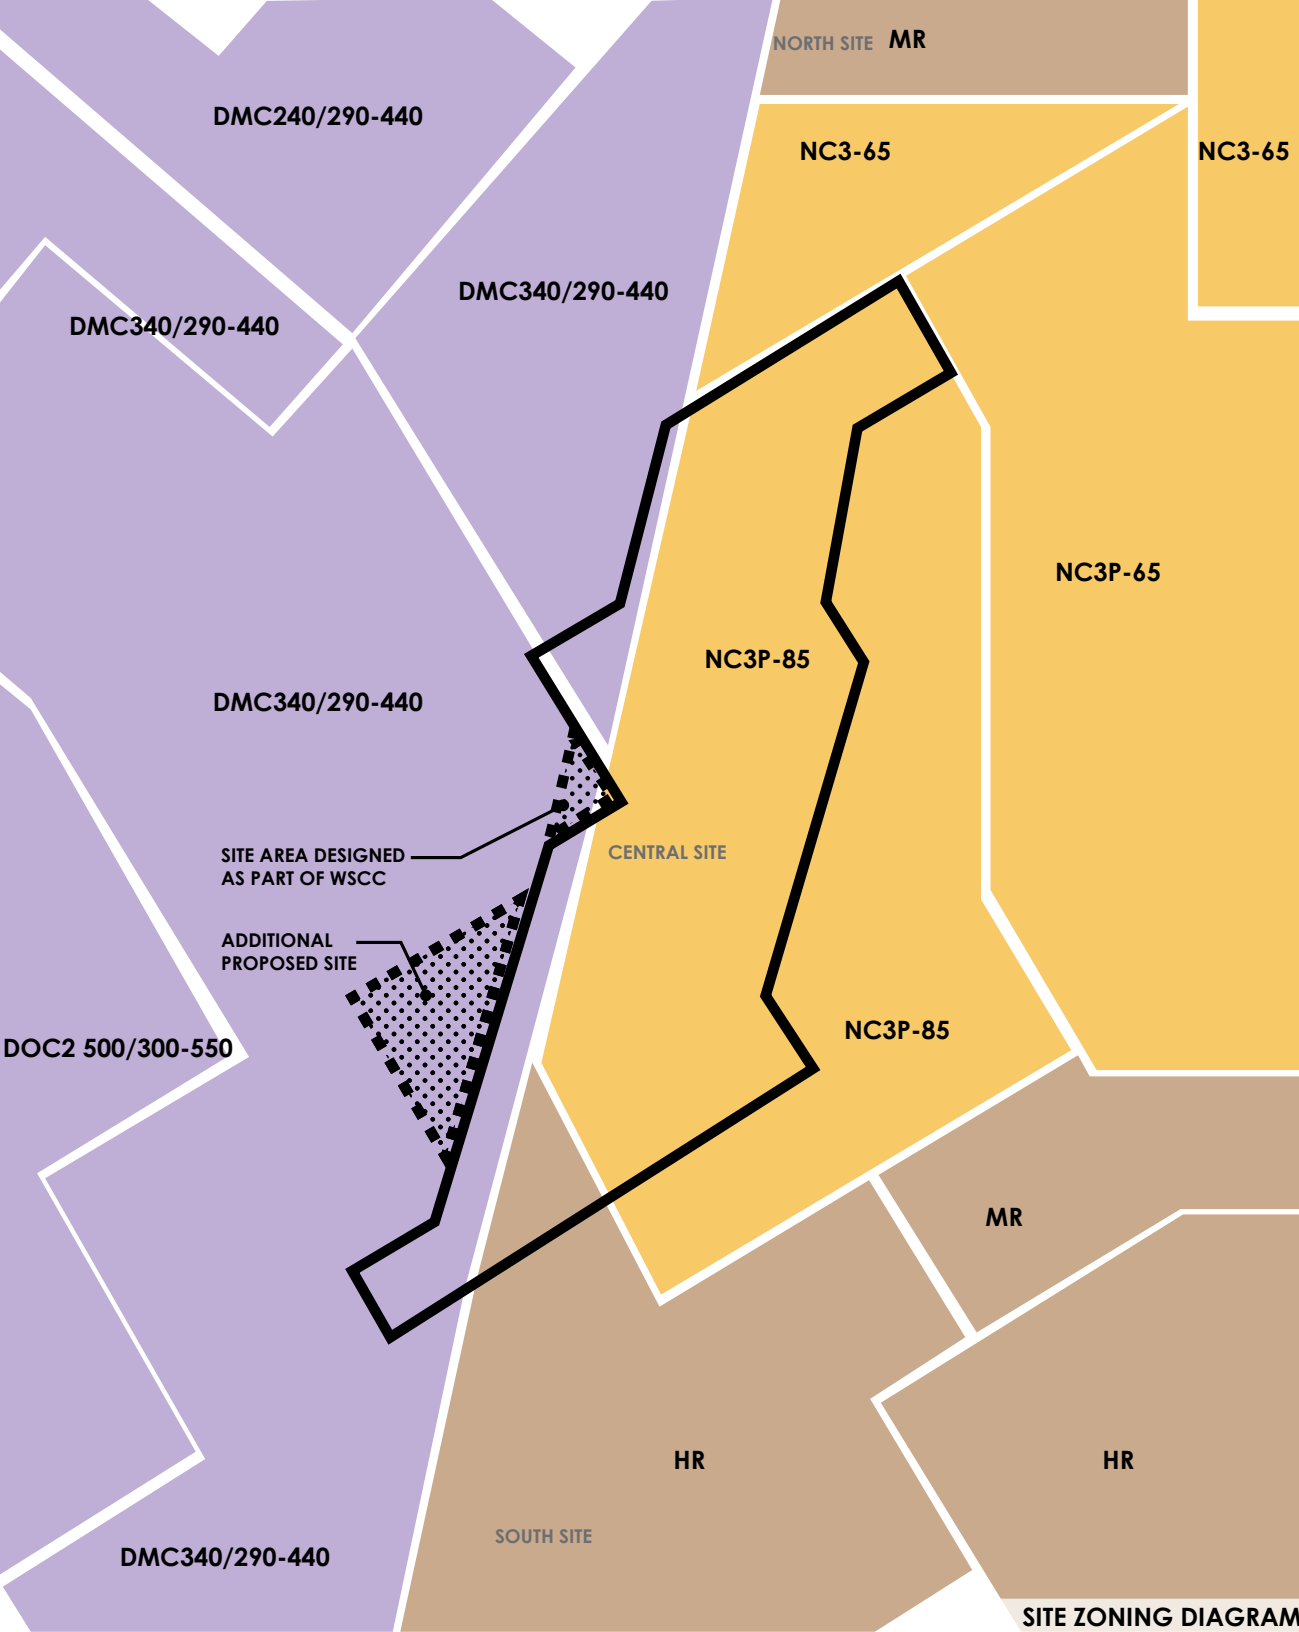 NORTH SITE MR
DMC240/290-440
NC3-65
NC3-65
DMC340/290-440
DMC340/290-440
NC3P-65
NC3P-85
DMC340/290-440
SITE AREA DESIGNED
AS PART OF WSCC
CENTRAL SITE
ADDITIONAL
PROPOSED SITE
NC3P-85
DOC2 500/300-550
MR
HR
HR
SOUTH SITE
DMC340/290-440
SITE ZONING DIAGRAM